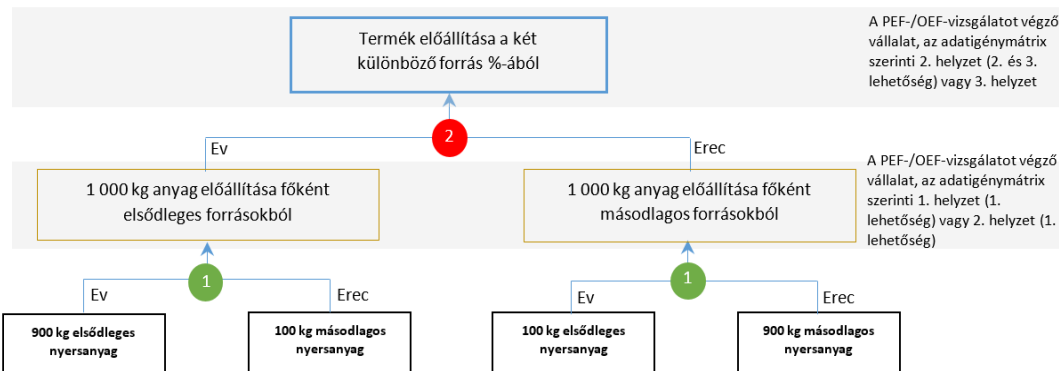 Termék előállítása a két
különböző forrás %-ából
A PEF-/OEF-vizsgálatot végző
vállalat, az adatigénymátrix
szerinti 2. helyzet (2. és 3.
lehetőség) vagy 3. helyzet
2
Ev
Erec
1 000 kg anyag előállítása főként
elsődleges forrásokból
1 000 kg anyag előállítása főként
másodlagos forrásokból
A PEF-/OEF-vizsgálatot végző
vállalat, az adatigénymátrix
szerinti 1. helyzet (1.
lehetőség) vagy 2. helyzet (1.
lehetőség)
1
1
Ev
Erec
Ev
Erec
900 kg elsődleges
nyersanyag
100 kg másodlagos
nyersanyag
100 kg elsődleges
nyersanyag
900 kg másodlagos
nyersanyag